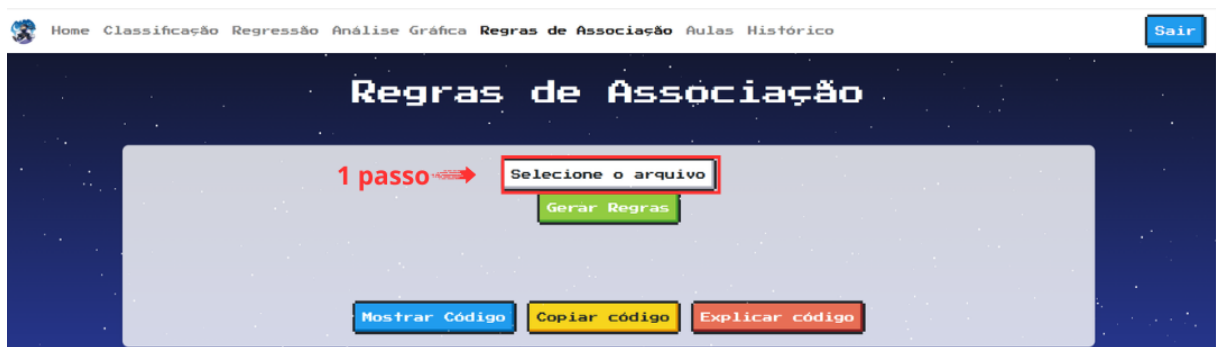 Home Classificação Regressão Análise Gráfica Regras de Associação Aulas Histórico Sair
Regras de Associação
1 passo Selecione o arquivo
Gerar Regras
Mostrar Código Copiar código Explicar código